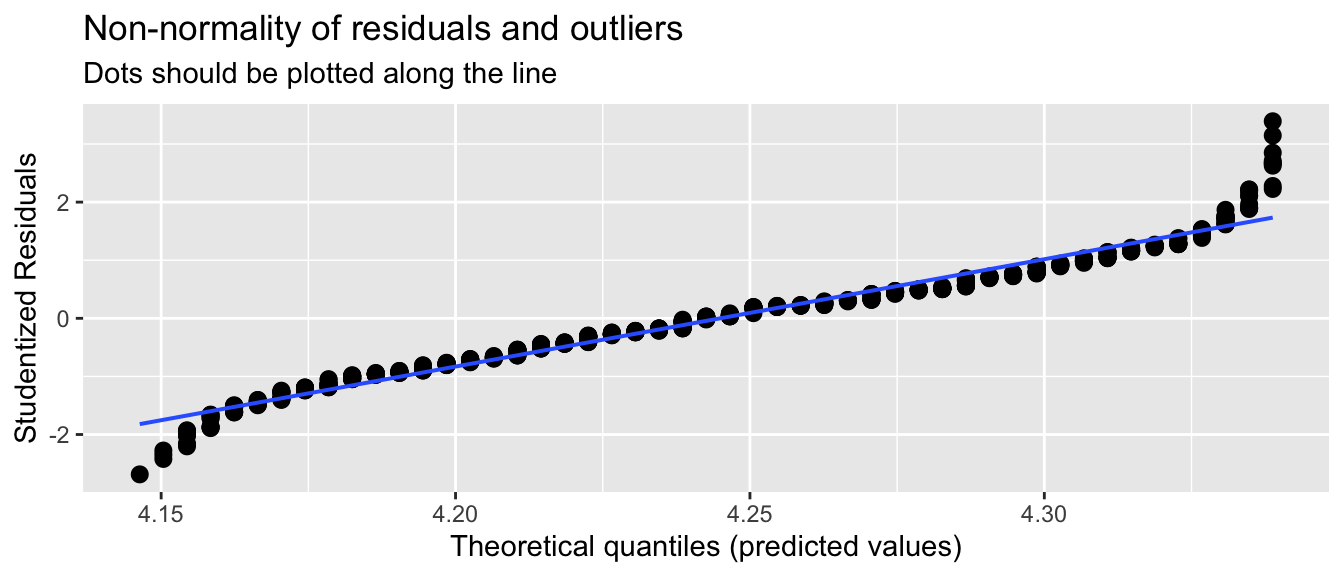 Non-normality of residuals and outliers
Dots should be plotted along the line
Studentized Residuals
2
0
-2
4.15
4.20
4.25
4.30
Theoretical quantiles (predicted values)